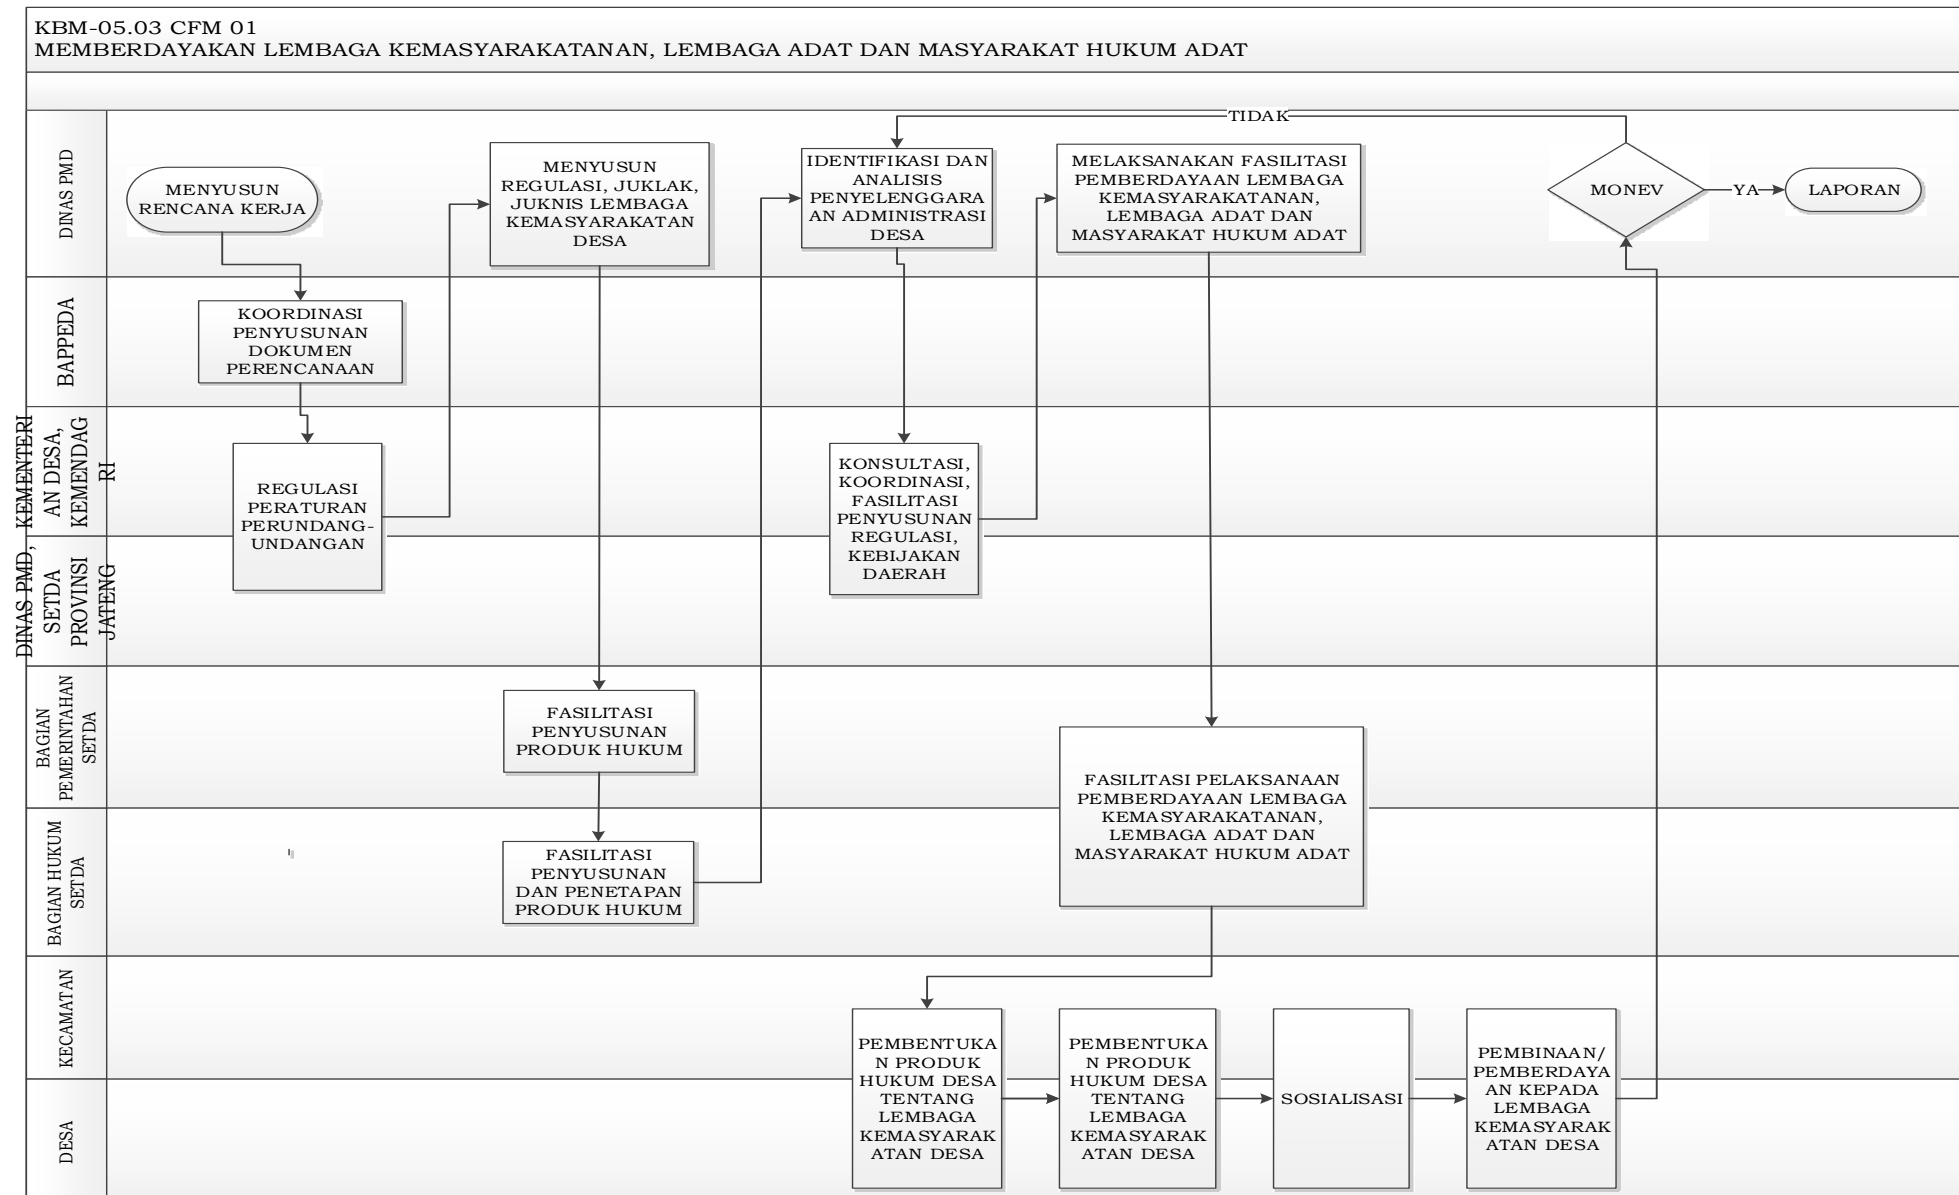 KBM-05.03 CFM 01
MEMBERDAYAKAN LEMBAGA KEMASYARAKATANAN, LEMBAGA ADAT DAN MASYARAKAT HUKUM ADAT
DINAS PMD
MENYUSUN
RENCANA KERJA
MENYUSUN
REGULASI, JUKLAK,
JUKNIS LEMBAGA
KEMASYARAKATAN
DESA
TIDAK
IDENTIFIKASI DAN
ANALISIS
PENYELENGGARA
AN ADMINISTRASI
DESA
MELAKSANAKAN FASILITASI
PEMBERDAYAAN LEMBAGA
KEMASYARAKATANAN,
LEMBAGA ADAT DAN
MASYARAKAT HUKUM ADAT
MONEV
YA
LAPORAN
BAPPEDA
KOORDINASI
PENYUSUNAN
DOKUMEN
PERENCANAAN
KEMENTERI
AN DESA,
KEMENDAG
RI
REGULASI
PERATURAN
PERUNDANG-
UNDANGAN
KONSULTASI,
KOORDINASI,
FASILITASI
PENYUSUNAN
REGULASI,
KEBIJAKAN
DAERAH
DINAS PMD,
SETDA
PROVINSI
JATENG
BAGIAN
PEMERINTAHAN
SETDA
FASILITASI
PENYUSUNAN
PRODUK HUKUM
FASILITASI PELAKSANAAN
PEMBERDAYAAN LEMBAGA
KEMASYARAKATANAN,
LEMBAGA ADAT DAN
MASYARAKAT HUKUM ADAT
BAGIAN HUKUM
SETDA
FASILITASI
PENYUSUNAN
DAN PENETAPAN
PRODUK HUKUM
KECAMATAN
PEMBENTUKA
N PRODUK
HUKUM DESA
TENTANG
LEMBAGA
KEMASYARAK
ATAN DESA
PEMBENTUKA
N PRODUK
HUKUM DESA
TENTANG
LEMBAGA
KEMASYARAK
ATAN DESA
SOSIALISASI
PEMBINAAN/
PEMBERDAYA
AN KEPADA
LEMBAGA
KEMASYARAK
ATAN DESA
DESA